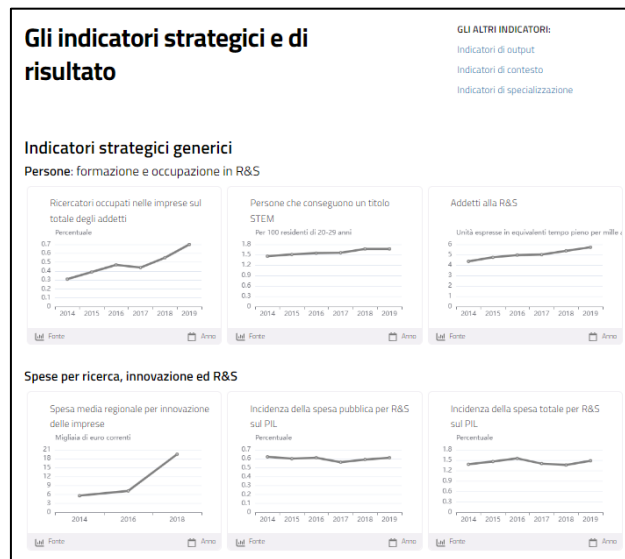 Gli indicatori strategici e di
risultato
GLI ALTRI INDICATORI:
Indicatori di output
Indicatori di contesto
Indicatori di specializzazione
Indicatori strategici generici
Persone: formazione e occupazione in R&S
Ricercatori occupati nelle imprese sul
totale degli addetti
Percentuale
0.7
0.6
0.5
0.4
0.3
0.2
0.1
0
2014 2015 2016 2017 2018 2019
Fonte Anno
Persone che conseguono un titolo
STEM
Per 100 residenti di 20-29 anni
1.8
1.5
1.2
0.9
0.6
0.3
0
2014 2015 2016 2017 2018 2019
Fonte Anno
Addetti alla R&S
Unità espresse in equivalenti tempo pieno per mille
6
5
4
3
2
1
0
2014 2015 2016 2017 2018 2019
Fonte Anno
Spese per ricerca, innovazione ed R&S
Spesa media regionale per innovazione
delle imprese
Migliaia di euro correnti
21
18
15
12
9
6
3
0
2014 2016 2018
Fonte Anno
Incidenza della spesa pubblica per R&S
sul PIL
Percentuale
0.7
0.6
0.5
0.4
0.3
0.2
0.1
0
2014 2015 2016 2017 2018 2019
Fonte Anno
Incidenza della spesa totale per R&S
sul PIL
Percentuale
1.8
1.5
1.2
0.9
0.6
0.3
0
2014 2015 2016 2017 2018 2019
Fonte Anno